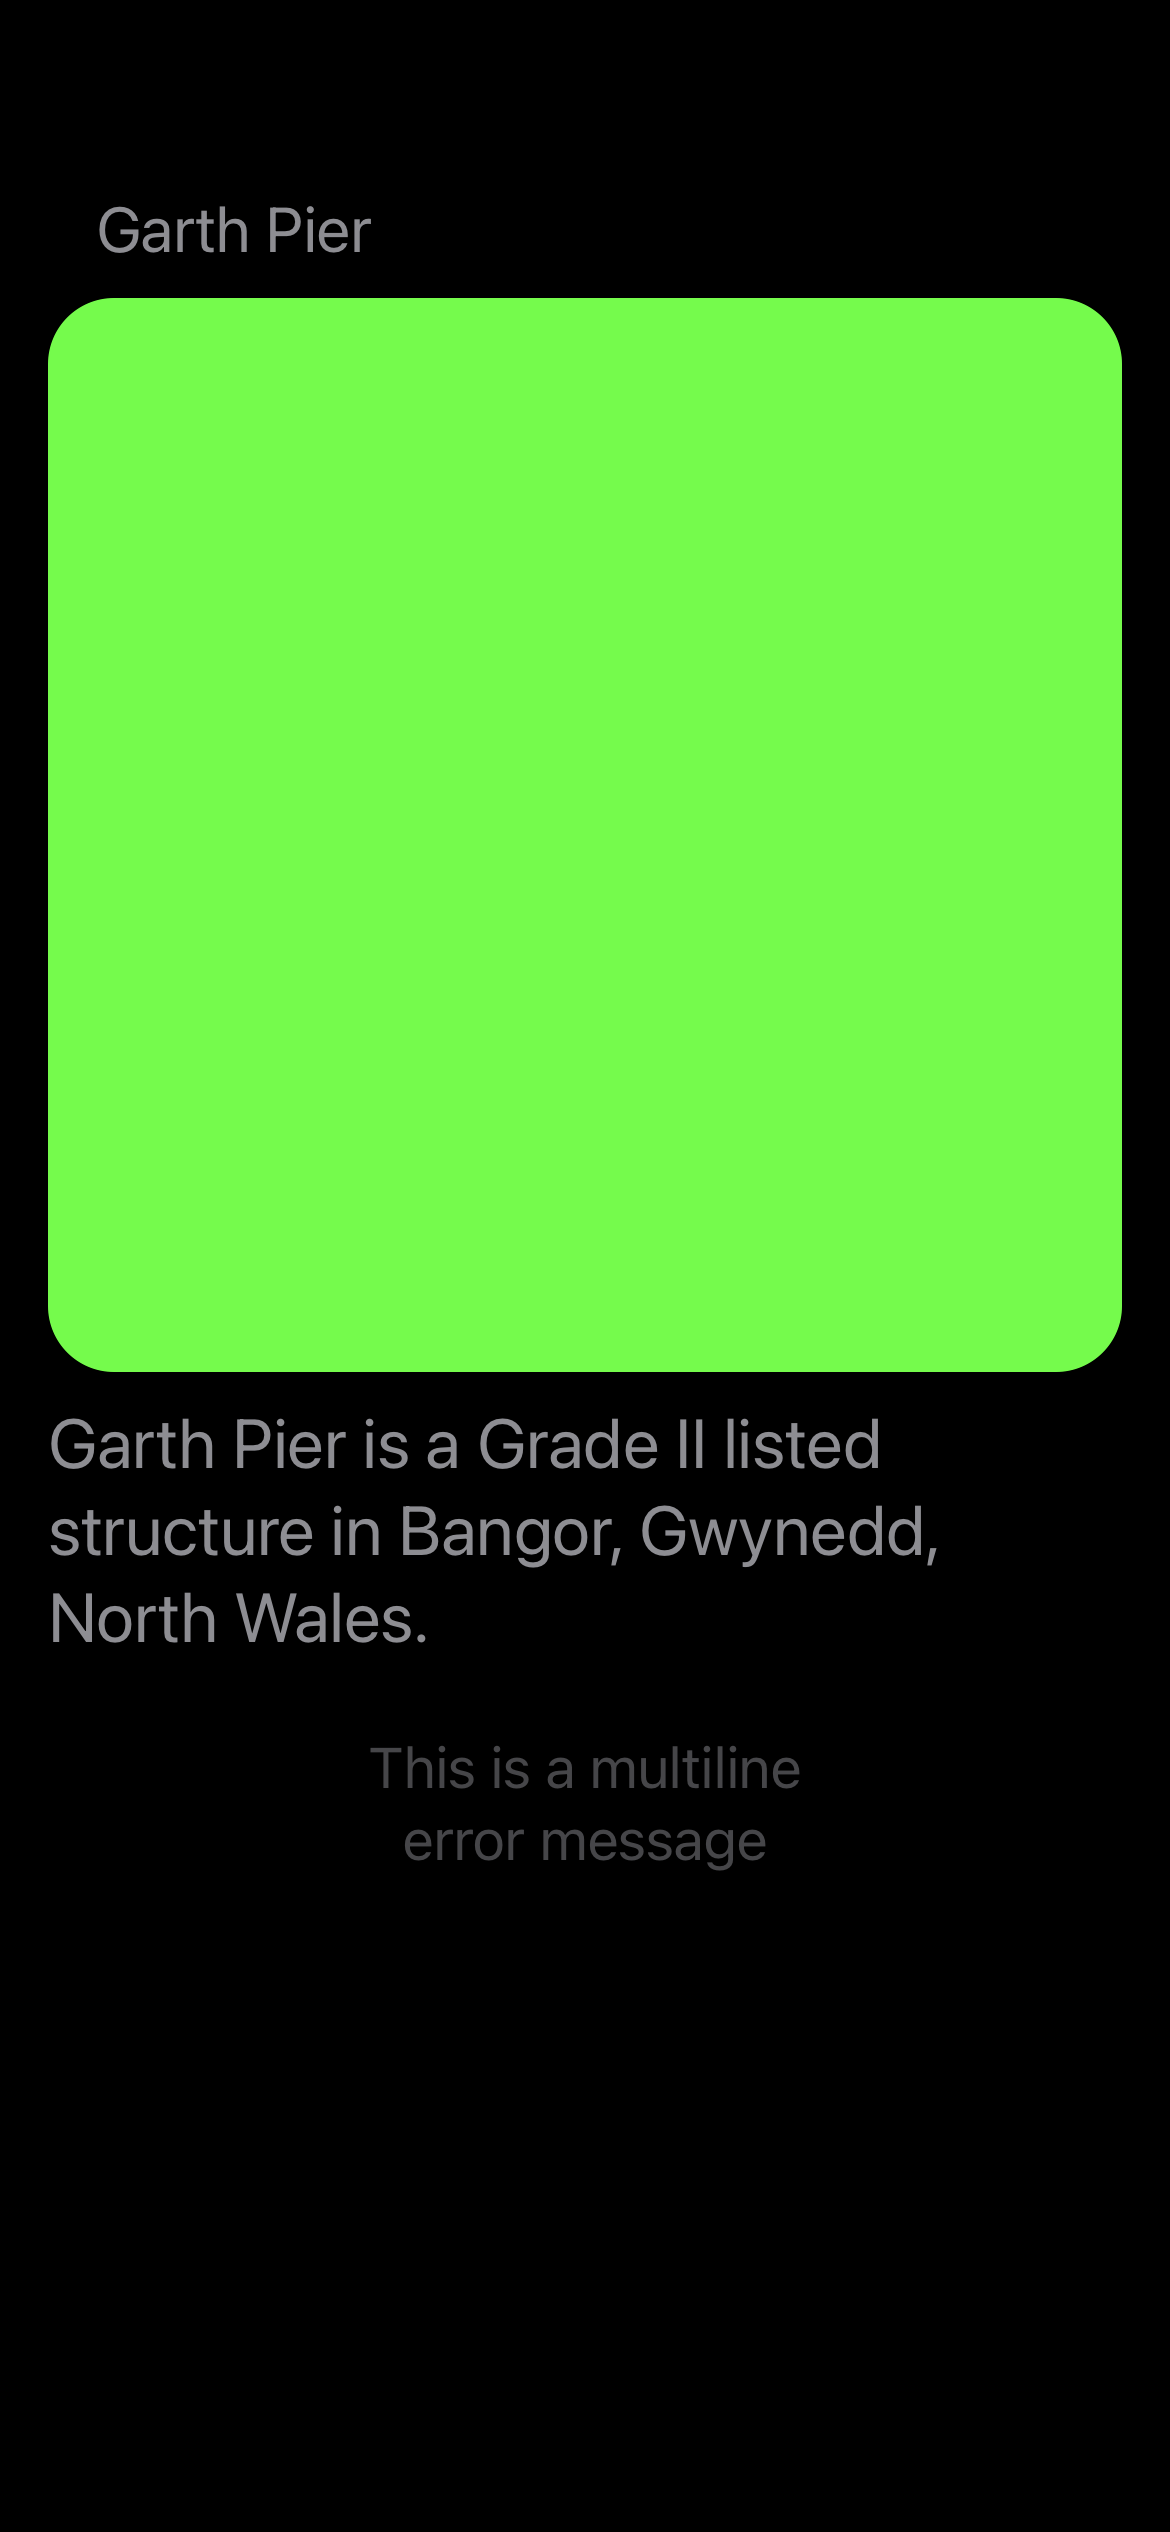 Garth Pier
Garth Pier is a Grade II listed
structure in Bangor, Gwynedd,
North Wales.
This is a multiline
error message